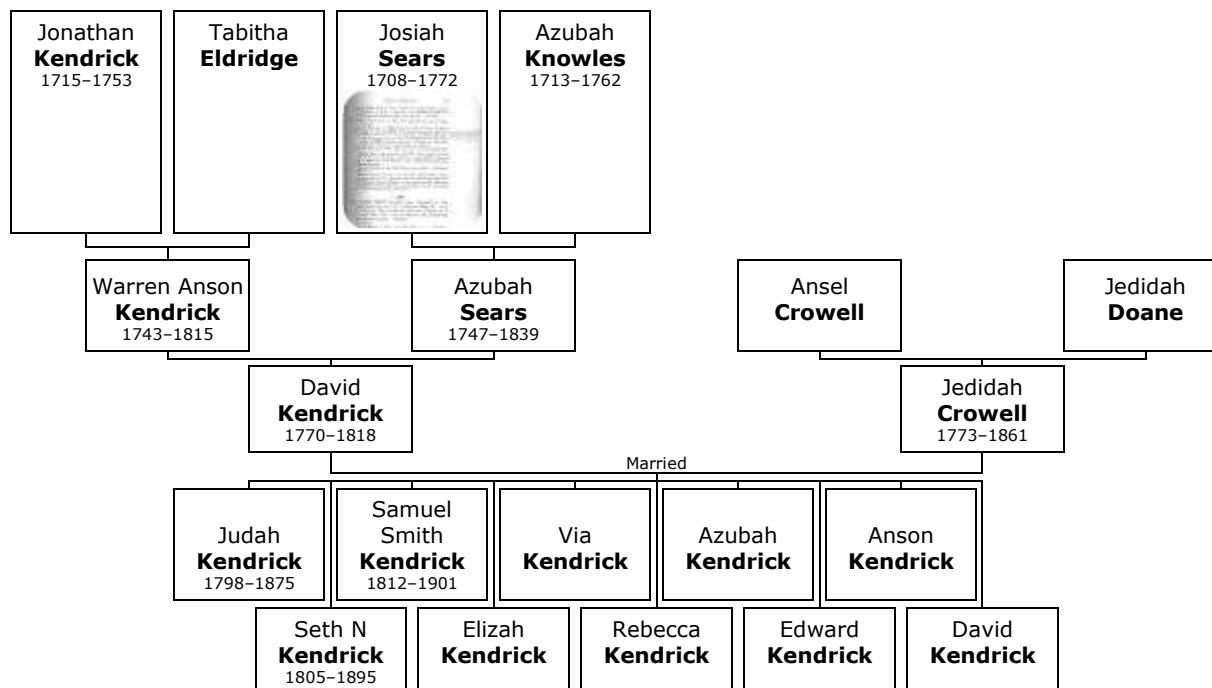 Jonathan
Kendrick
1715–1753
Tabitha
Eldridge
Josiah
Sears
1708–1772
Azubah
Knowles
1713–1762
Warren Anson
Kendrick
1743–1815
Azubah
Sears
1747–1839
Ansel
Crowell
Jedidah
Doane
David
Kendrick
1770–1818
Jedidah
Crowell
1773–1861
Married
Judah
Kendrick
1798–1875
Samuel
Smith
Kendrick
1812–1901
Via
Kendrick
Azubah
Kendrick
Anson
Kendrick
Seth N
Kendrick
1805–1895
Elizah
Kendrick
Rebecca
Kendrick
Edward
Kendrick
David
Kendrick